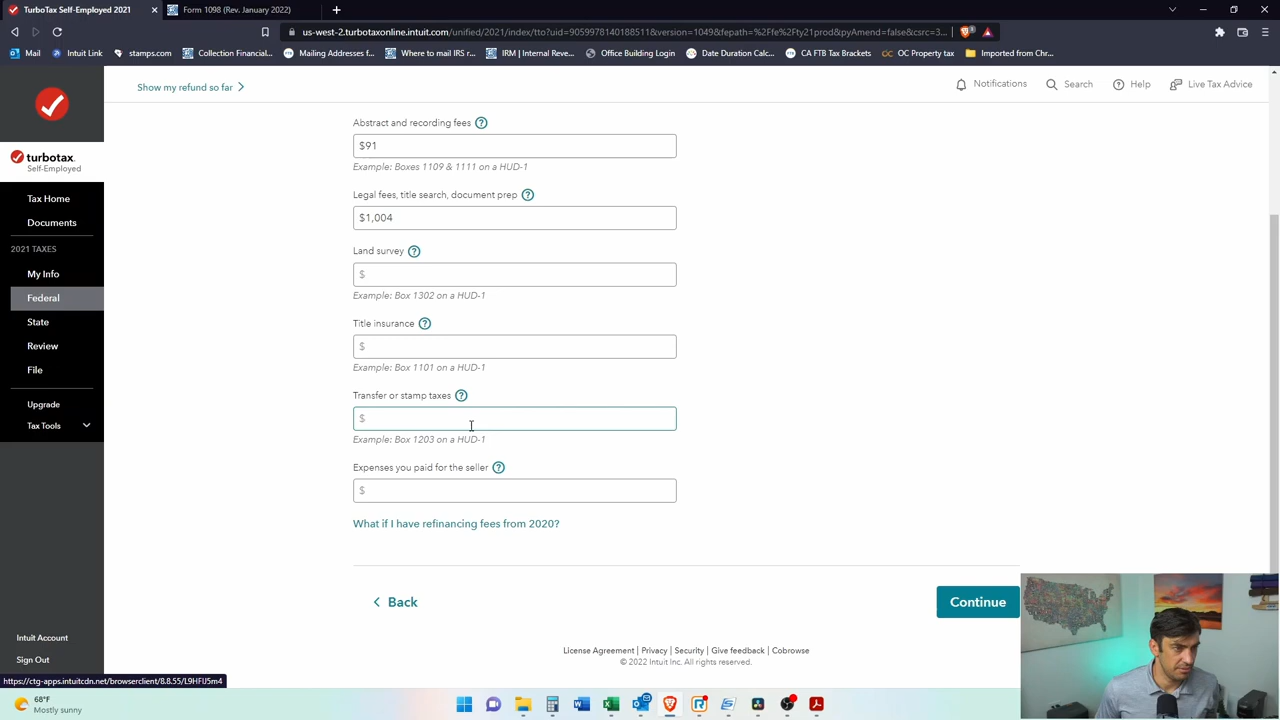 TurboTax Self-Employed 2021
Form 1098 (Rev. January 2022)
us-west-2.turbotaxonline.intuit.com/unified/2021/index/tto?uid=9059978140188511&version=1049&fepath=%2Ffe%2Fty21prod&pyAmend=false&csrc=3...
Mail
Intuit Link
stamps.com
Collection Financial...
Mailing Addresses f...
Where to mail IRS r...
IRM | Internal Reve...
Office Building Login
Date Duration Calc...
CA FTB Tax Brackets
OC Property tax
Imported from Chr...
Show my refund so far
Notifications
Search
Help
Live Tax Advice
turbotax
Self-Employed
Tax Home
Documents
2021 TAXES
My Info
Federal
State
Review
File
Upgrade
Tax Tools
Intuit Account
Sign Out
Abstract and recording fees
$91
Example: Boxes 1109 & 1111 on a HUD-1
Legal fees, title search, document prep
$1,004
Land survey
$
Example: Box 1302 on a HUD-1
Title insurance
$
Example: Box 1101 on a HUD-1
Transfer or stamp taxes
$
Example: Box 1203 on a HUD-1
Expenses you paid for the seller
$
What if I have refinancing fees from 2020?
Back
Continue
License Agreement | Privacy | Security | Give feedback | Cobrowse
© 2022 Intuit Inc. All rights reserved.
https://ctg-apps.intuitcdn.net/browserclient/8.8.55/L9HFIJ5m4
68°F
Mostly sunny